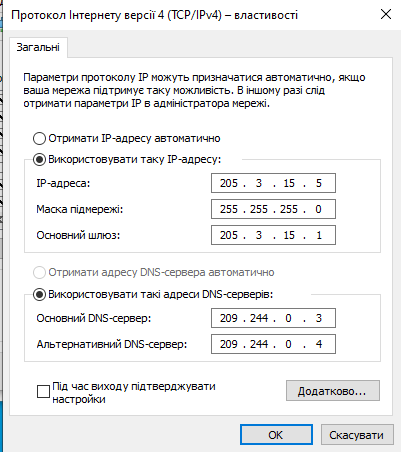 Протокол Інтернету версії 4 (TCP/IPv4) – властивості
Загальні
Параметри протоколу IP можуть призначатися автоматично, якщо
ваша мережа підтримує таку можливість. В іншому разі слід
отримати параметри IP в адміністратора мережі.
Отримати IP-адресу автоматично
Використовувати таку IP-адресу:
IP-адреса: 205 . 3 . 15 . 5
Маска підмережі: 255 . 255 . 255 . 0
Основний шлюз: 205 . 3 . 15 . 1
Отримати адресу DNS-сервера автоматично
Використовувати такі адреси DNS-серверів:
Основний DNS-сервер: 209 . 244 . 0 . 3
Альтернативний DNS-сервер: 209 . 244 . 0 . 4
Під час виходу підтверджувати
настройки
Додатково...
OK Скасувати